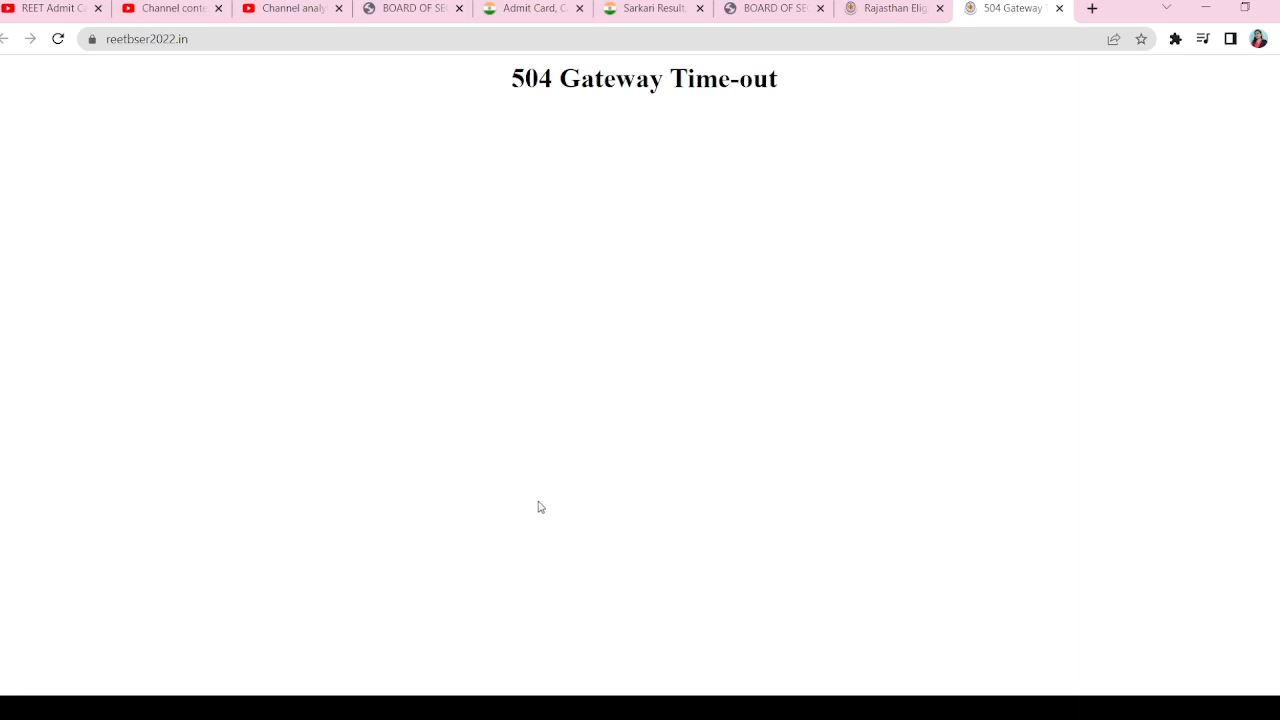 REET Admit Ca
Channel conte
Channel analy
BOARD OF SE
Admit Card, C
Sarkari Result,
BOARD OF SE
Rajasthan Elig
504 Gateway T
reetbser2022.in
504 Gateway Time-out